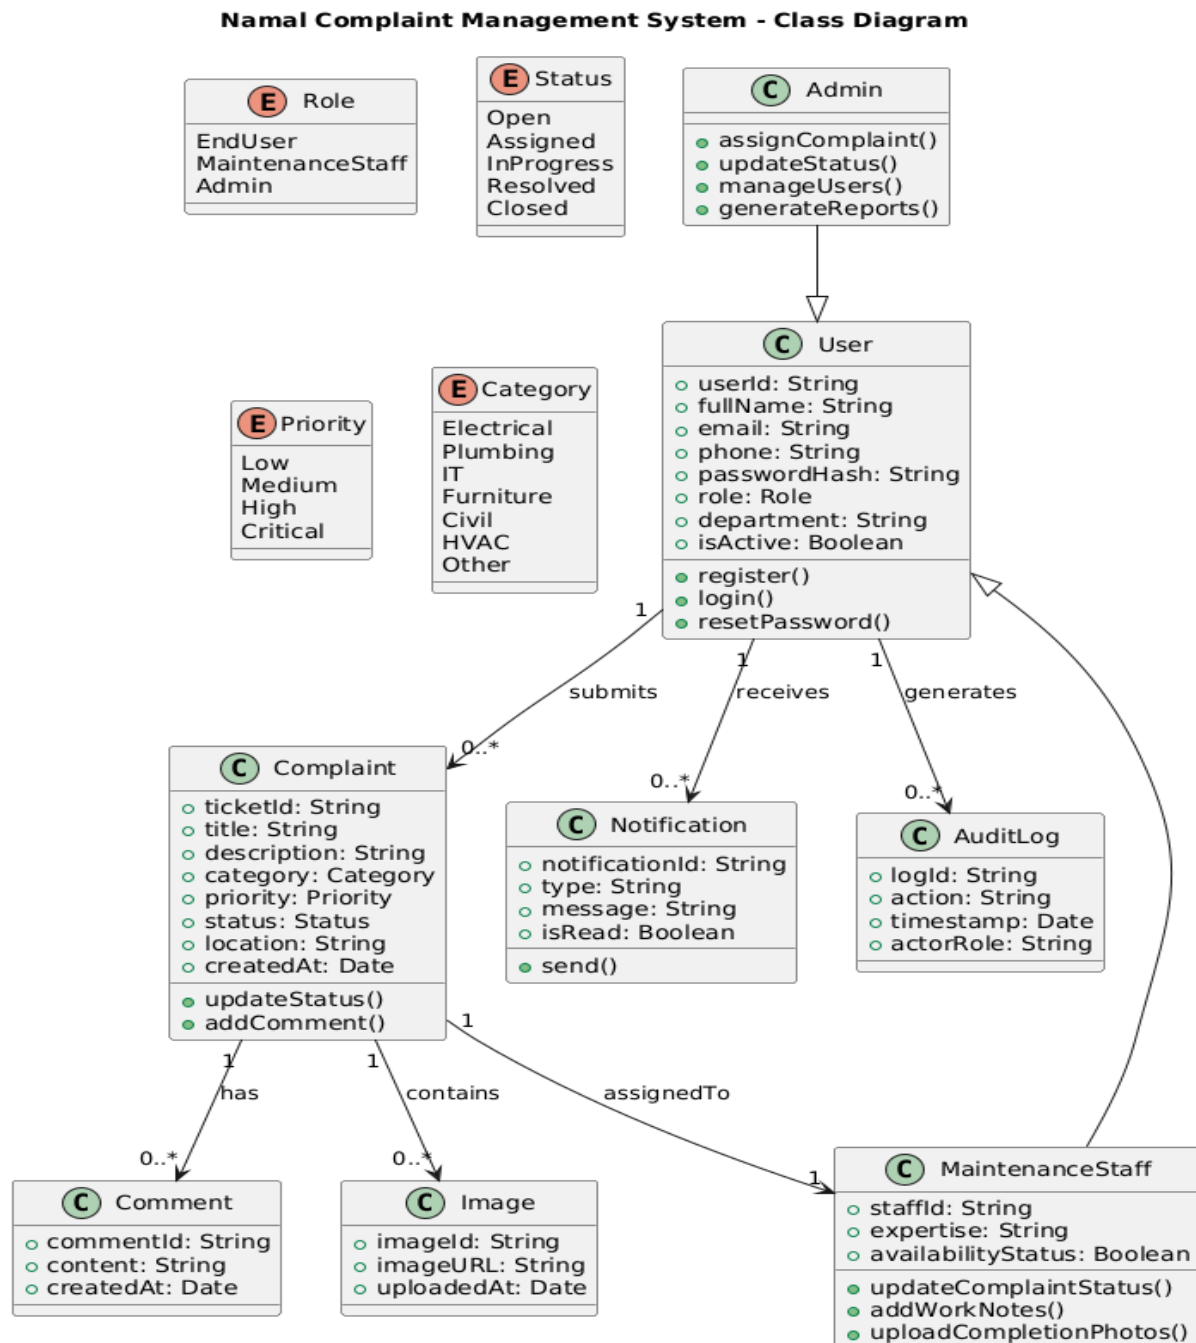 Namal Complaint Management System - Class Diagram
E Role
EndUser
MaintenanceStaff
Admin
E Status
Open
Assigned
InProgress
Resolved
Closed
C Admin
assignComplaint()
updateStatus()
manageUsers()
generateReports()
E Priority
Low
Medium
High
Critical
E Category
Electrical
Plumbing
IT
Furniture
Civil
HVAC
Other
C User
userId: String
fullName: String
email: String
phone: String
passwordHash: String
role: Role
department: String
isActive: Boolean
register()
login()
resetPassword()
1
submits
0..*
1
receives
0..*
1
generates
0..*
C Complaint
ticketId: String
title: String
description: String
category: Category
priority: Priority
status: Status
location: String
createdAt: Date
updateStatus()
addComment()
C Notification
notificationId: String
type: String
message: String
isRead: Boolean
send()
C AuditLog
logId: String
action: String
timestamp: Date
actorRole: String
1
has
0..*
1
contains
0..*
1
assignedTo
1
C Comment
commentId: String
content: String
createdAt: Date
C Image
imageId: String
imageURL: String
uploadedAt: Date
C MaintenanceStaff
staffId: String
expertise: String
availabilityStatus: Boolean
updateComplaintStatus()
addWorkNotes()
uploadCompletionPhotos()